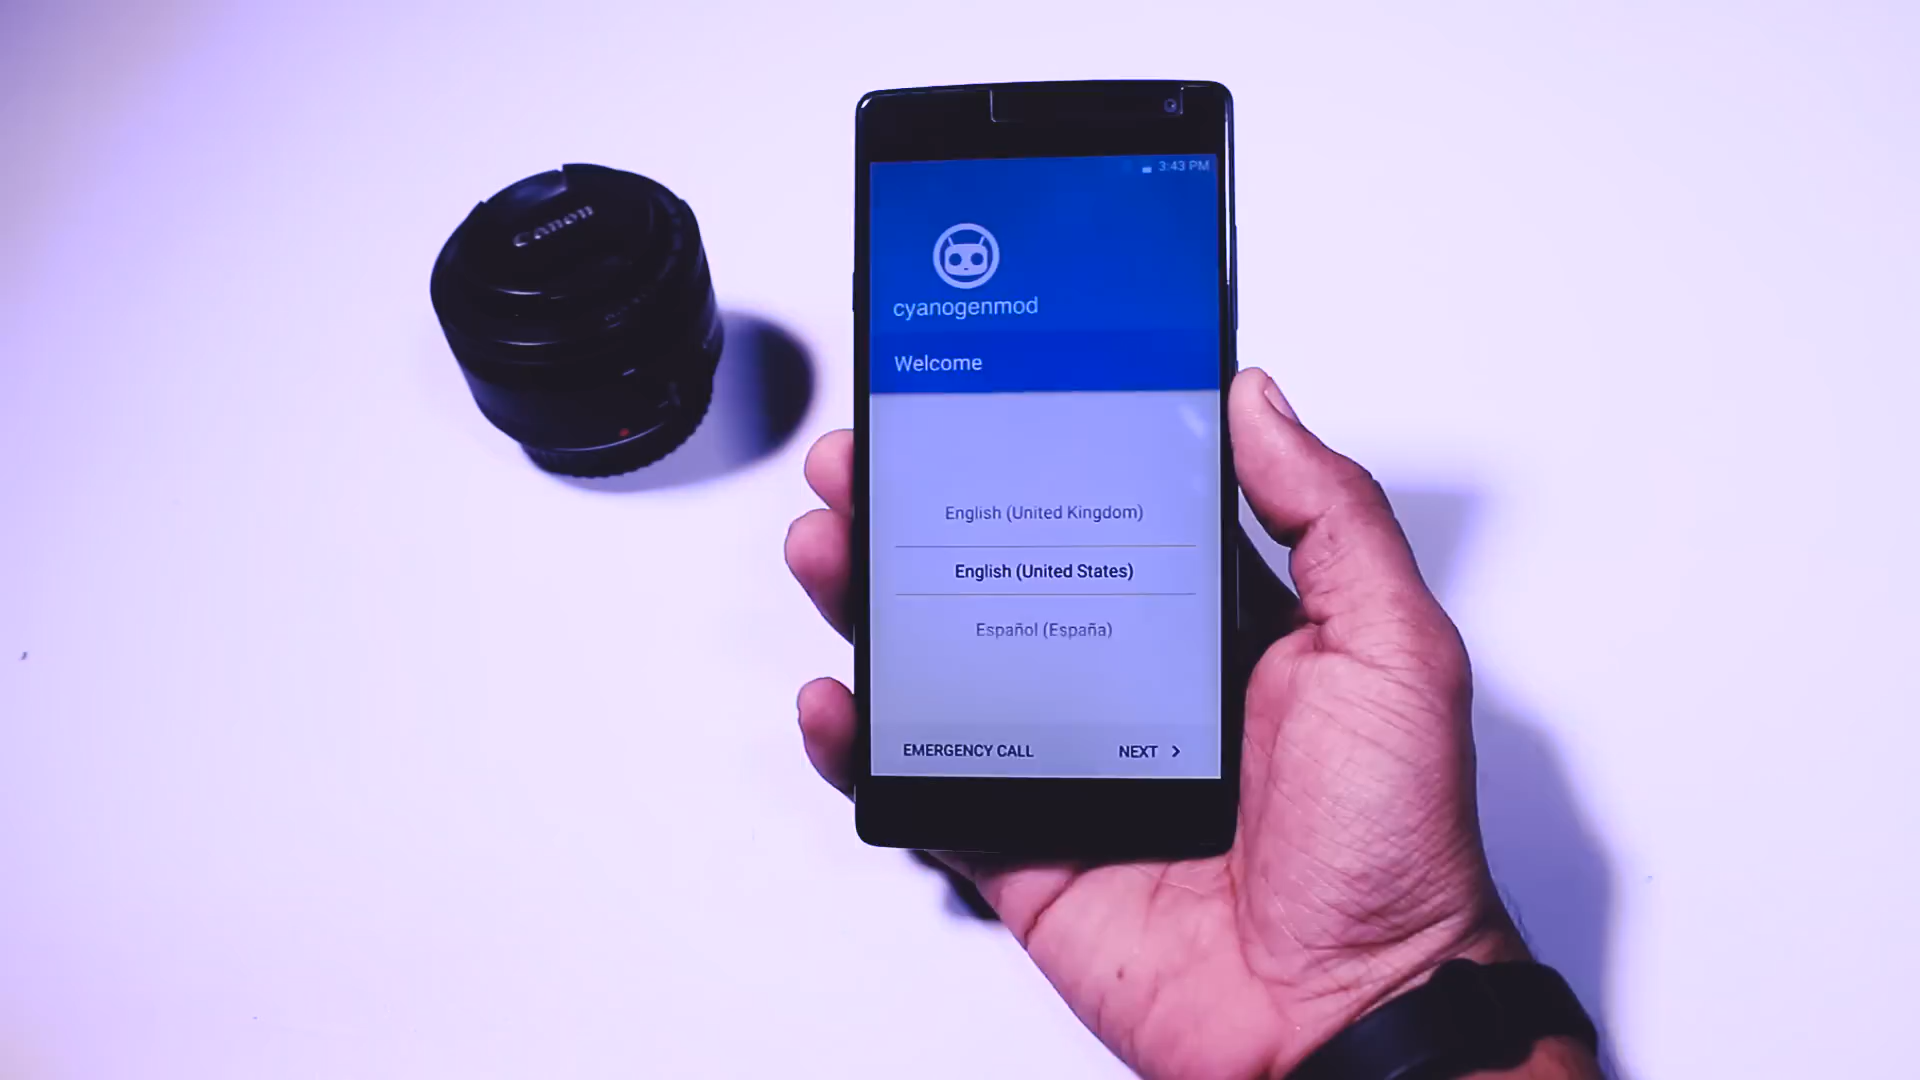 Canon
3:43 PM
cyanogenmod
Welcome
English (United Kingdom)
English (United States)
Español (España)
EMERGENCY CALL
NEXT >